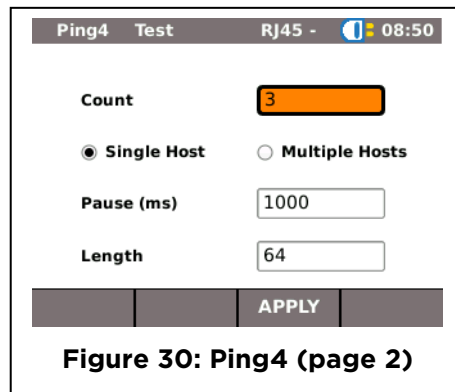 Ping4 Test RJ45 - 08:50
Count 3
Single Host Multiple Hosts
Pause (ms) 1000
Length 64
APPLY
Figure 30: Ping4 (page 2)